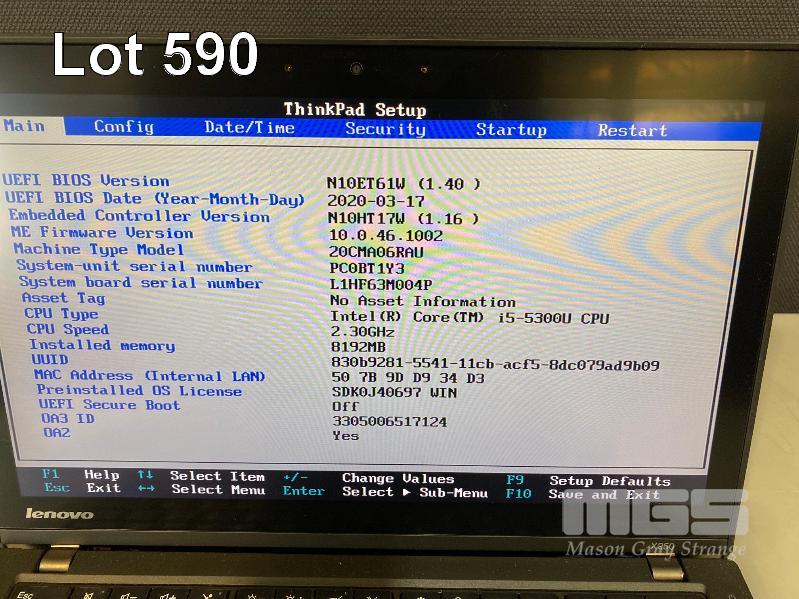 Lot 590
ThinkPad Setup
Main Config Date/Time Security Startup Restart
UEFI BIOS Version N10ET61W (1.40 )
UEFI BIOS Date (Year-Month-Day) 2020-03-17
Embedded Controller Version N10HT17W (1.16 )
ME Firmware Version 10.0.46.1002
Machine Type Model 20CMA06RAU
System-unit serial number PC0BT1Y3
System board serial number L1HF63M004P
Asset Tag No Asset Information
CPU Type Intel(R) Core(TM) i5-5300U CPU
CPU Speed 2.30GHz
Installed memory 8192MB
UUID 830b9281-5541-11cb-acf5-8dc079ad9b09
MAC Address (Internal LAN) 50 7B 9D D9 34 D3
Preinstalled OS License SDK0J40697 WIN
UEFI Secure Boot Off
OA3 ID 3305006517124
OA2 Yes
F1 Help ↑↓ Select Item +/- Change Values F9 Setup Defaults
Esc Exit ←→ Select Menu Enter Select ▶ Sub-Menu F10 Save and Exit
lenovo
MGS
X250
Mason Gray Strange
Esc